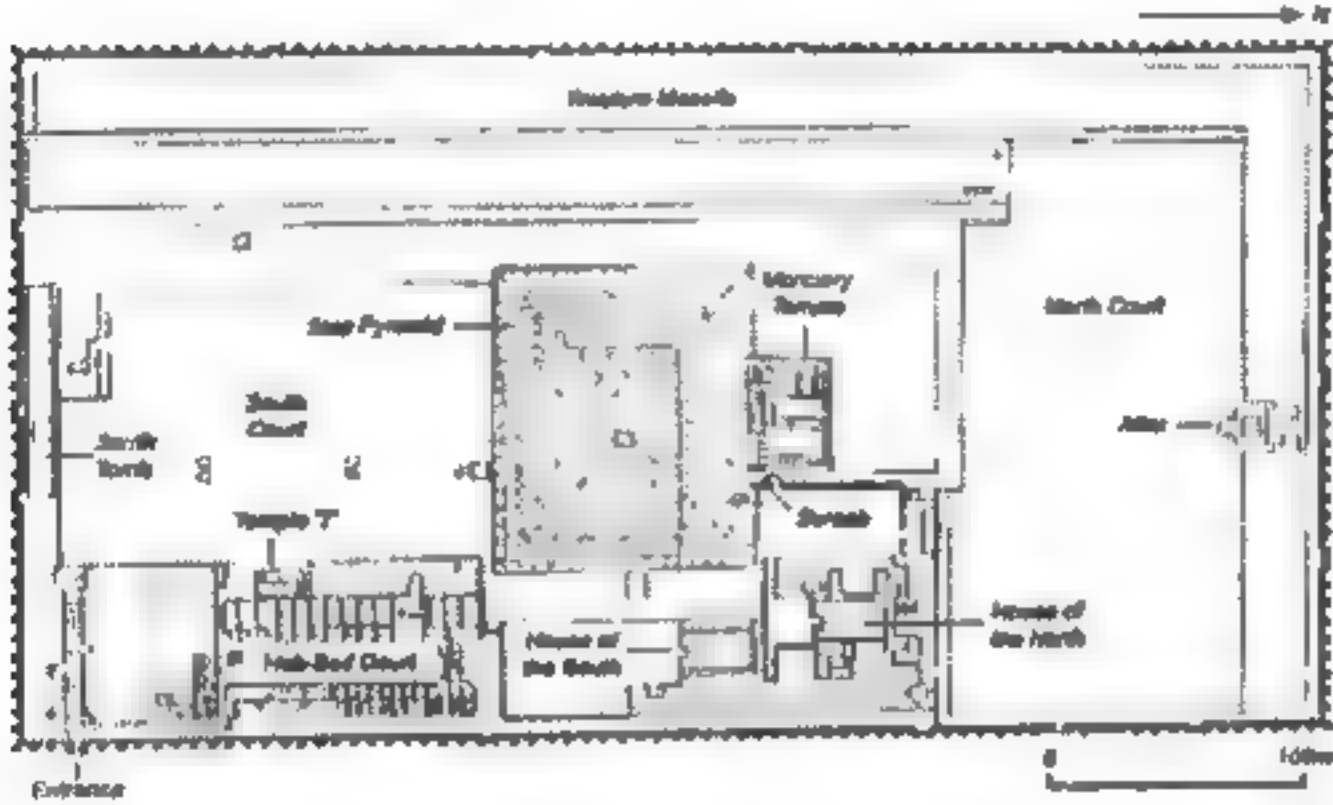 N
Step Pyramid
Mortuary
Temple
North Court
South
Court
Altar
South
Tomb
Temple 'T'
Serdab
House of
the North
House of
the South
Heb-Sed Court
Entrance
0
100m